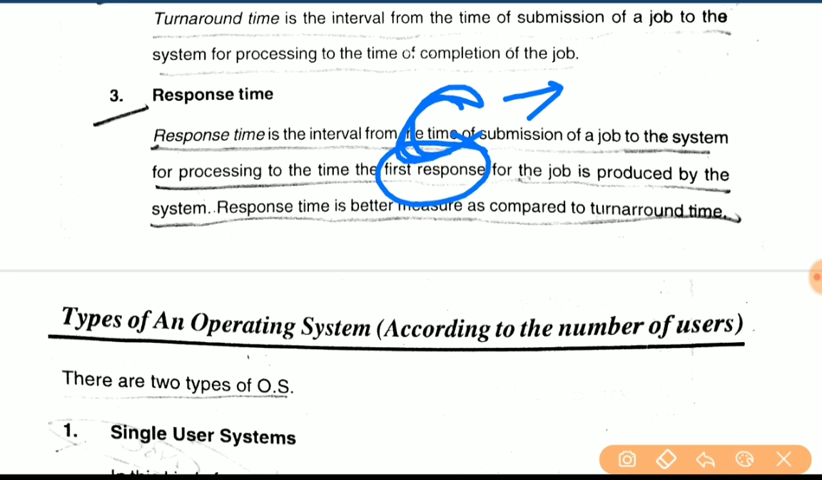 Turnaround time is the interval from the time of submission of a job to the
system for processing to the time of completion of the job.
3. Response time
Response time is the interval from the time of submission of a job to the system
for processing to the time the first response for the job is produced by the
system. Response time is better measure as compared to turnarround time.
Types of An Operating System (According to the number of users)
There are two types of O.S.
1. Single User Systems